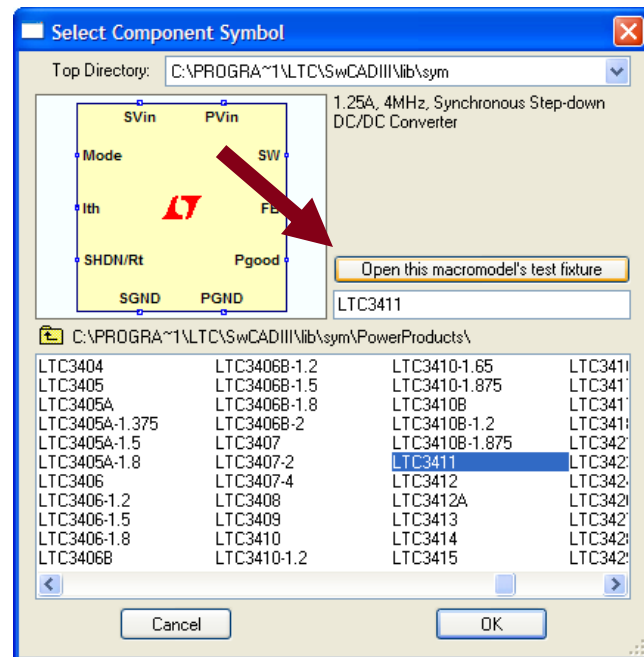 Select Component Symbol
Top Directory: C:\PROGRA~1\LTC\SwCADIII\lib\sym
1.25A, 4MHz, Synchronous Step-down
DC/DC Converter
SVin PVin
Mode SW
Ith
SHDN/Rt Pgood
SGND PGND
Open this macromodel's test fixture
LTC3411
C:\PROGRA~1\LTC\SwCADIII\lib\sym\PowerProducts\
LTC3404 LTC3406B-1.2 LTC3410-1.65
LTC3405 LTC3406B-1.5 LTC3410-1.875
LTC3405A LTC3406B-1.8 LTC3410B
LTC3405A-1.375 LTC3406B-2 LTC3410B-1.2
LTC3405A-1.5 LTC3407 LTC3410B-1.875
LTC3405A-1.8 LTC3407-2 LTC3411
LTC3406 LTC3407-4 LTC3412
LTC3406-1.2 LTC3408 LTC3412A
LTC3406-1.5 LTC3409 LTC3413
LTC3406-1.8 LTC3410 LTC3414
LTC3406B LTC3410-1.2 LTC3415
Cancel OK